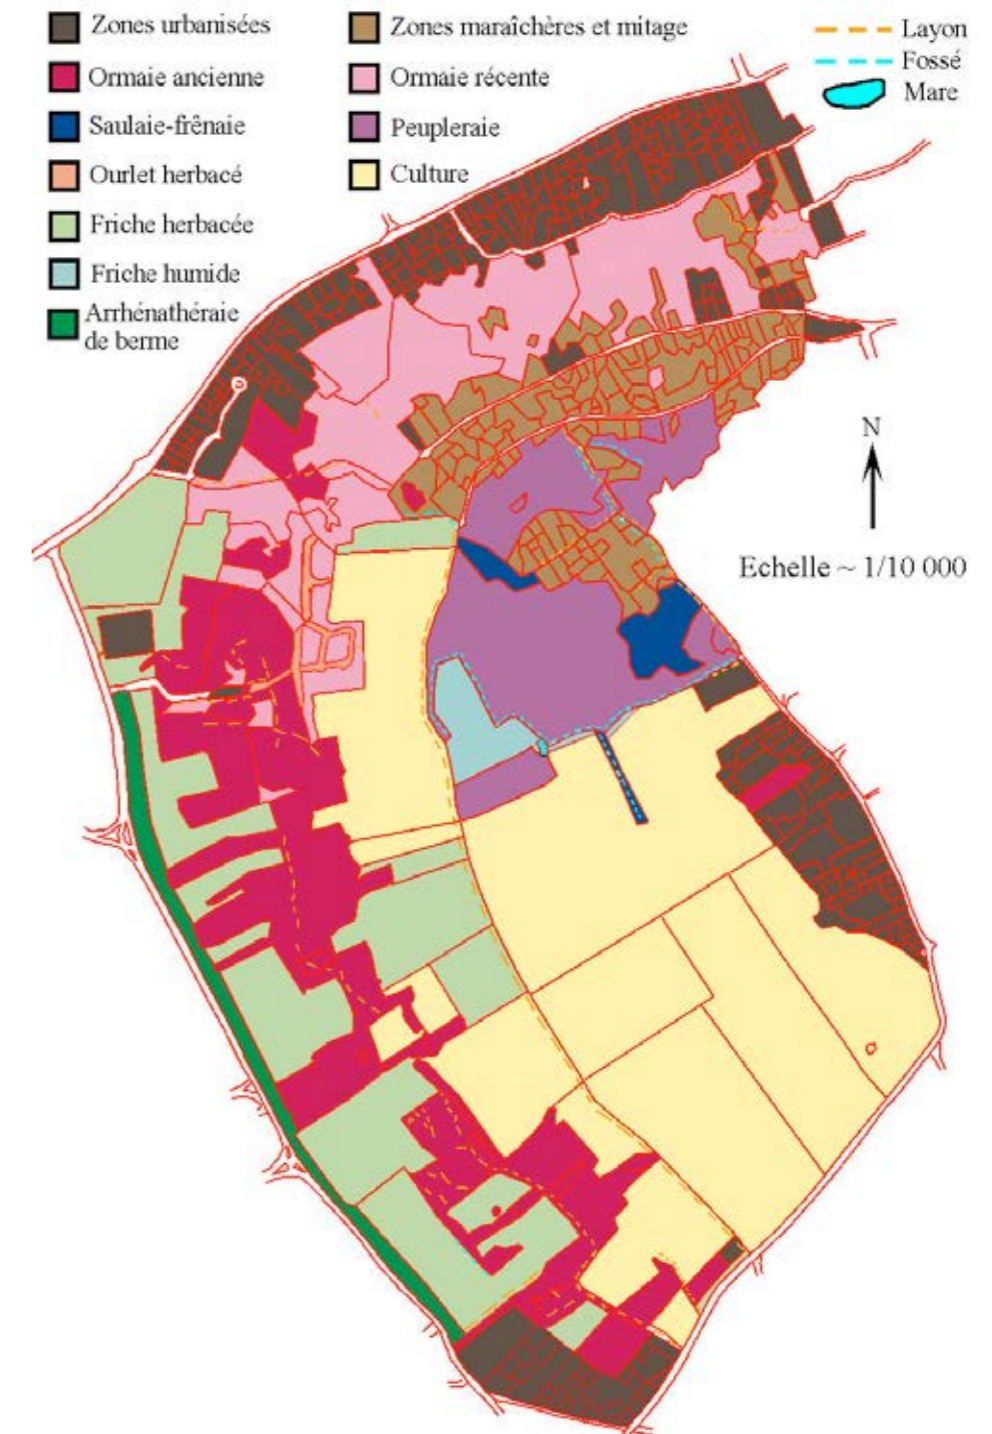 Zones urbanisées
Ormaie ancienne
Saulaie-frênaie
Ourlet herbacé
Friche herbacée
Friche humide
Arrhénathéraie
de berme
Zones maraîchères et mitage
Ormaie récente
Peupleraie
Culture
Layon
Fossé
Mare
N
Echelle ~ 1/10 000